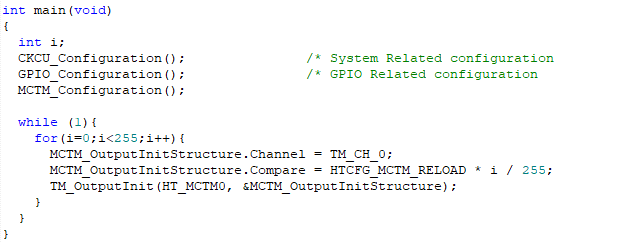 int main(void)
{
  int i;
  CKCU_Configuration();               /* System Related configuration
  GPIO_Configuration();               /* GPIO Related configuration
  MCTM_Configuration();

  while (1){
    for(i=0;i<255;i++){
      MCTM_OutputInitStructure.Channel = TM_CH_0;
      MCTM_OutputInitStructure.Compare = HTCFG_MCTM_RELOAD * i / 255;
      TM_OutputInit(HT_MCTM0, &MCTM_OutputInitStructure);
    }
  }
}